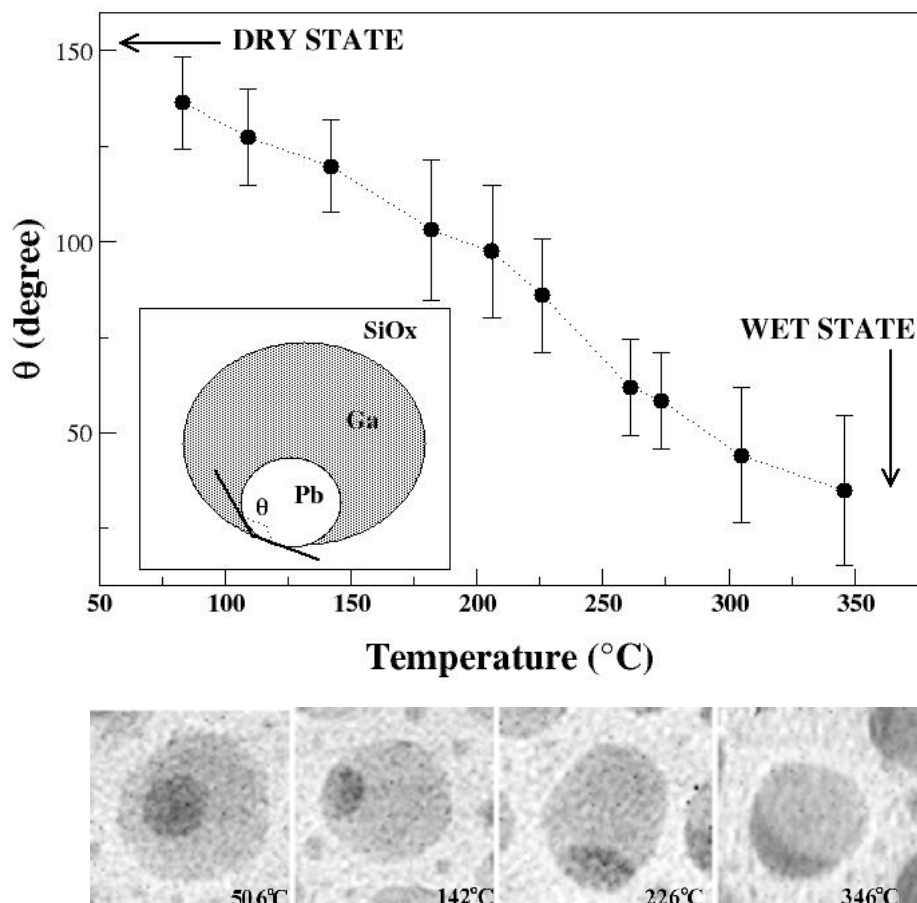 DRY STATE
150
100
50
θ (degree)
SiOx
Ga
Pb
θ
WET STATE
50 100 150 200 250 300 350
Temperature (°C)
50.6°C 142°C 226°C 346°C